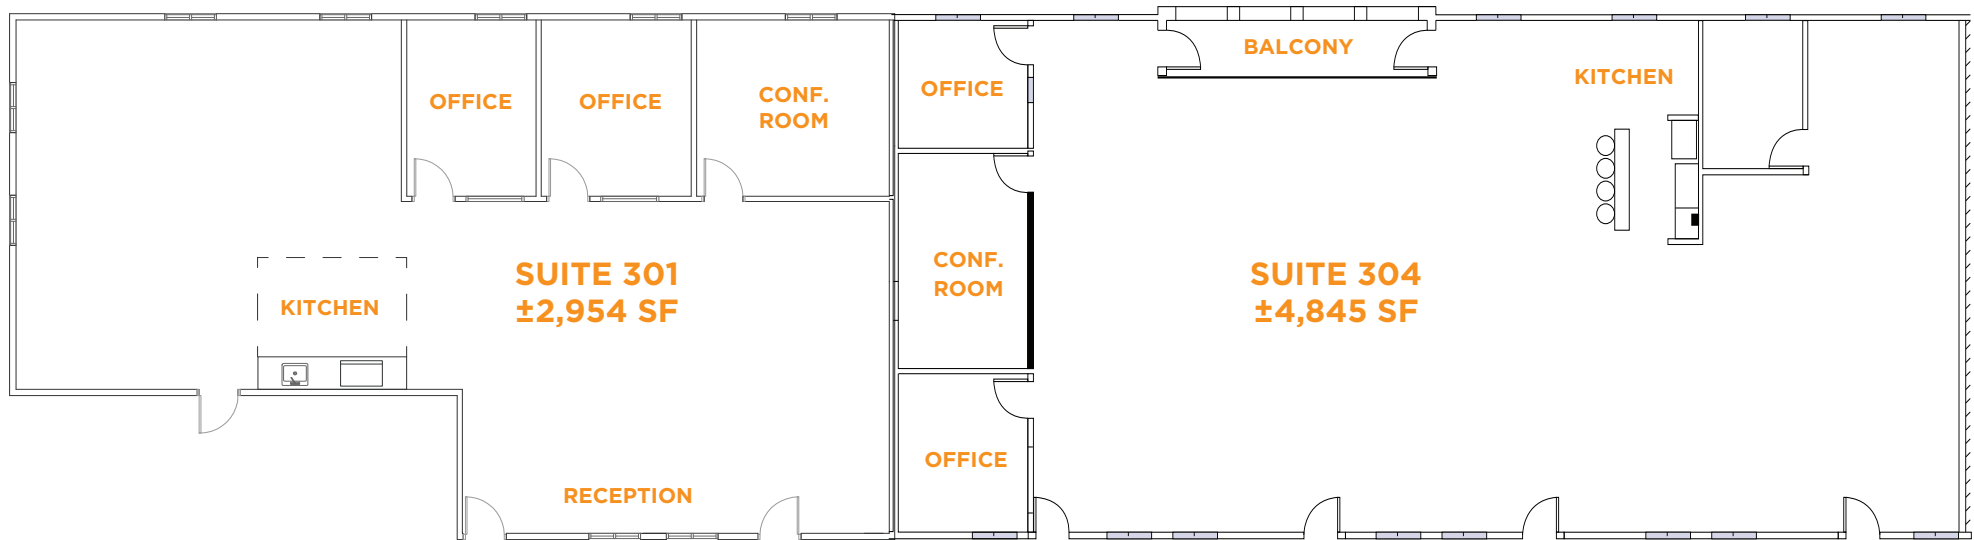 OFFICE
OFFICE
CONF.
ROOM
KITCHEN
SUITE 301
±2,954 SF
RECEPTION
OFFICE
CONF.
ROOM
OFFICE
BALCONY
KITCHEN
SUITE 304
±4,845 SF